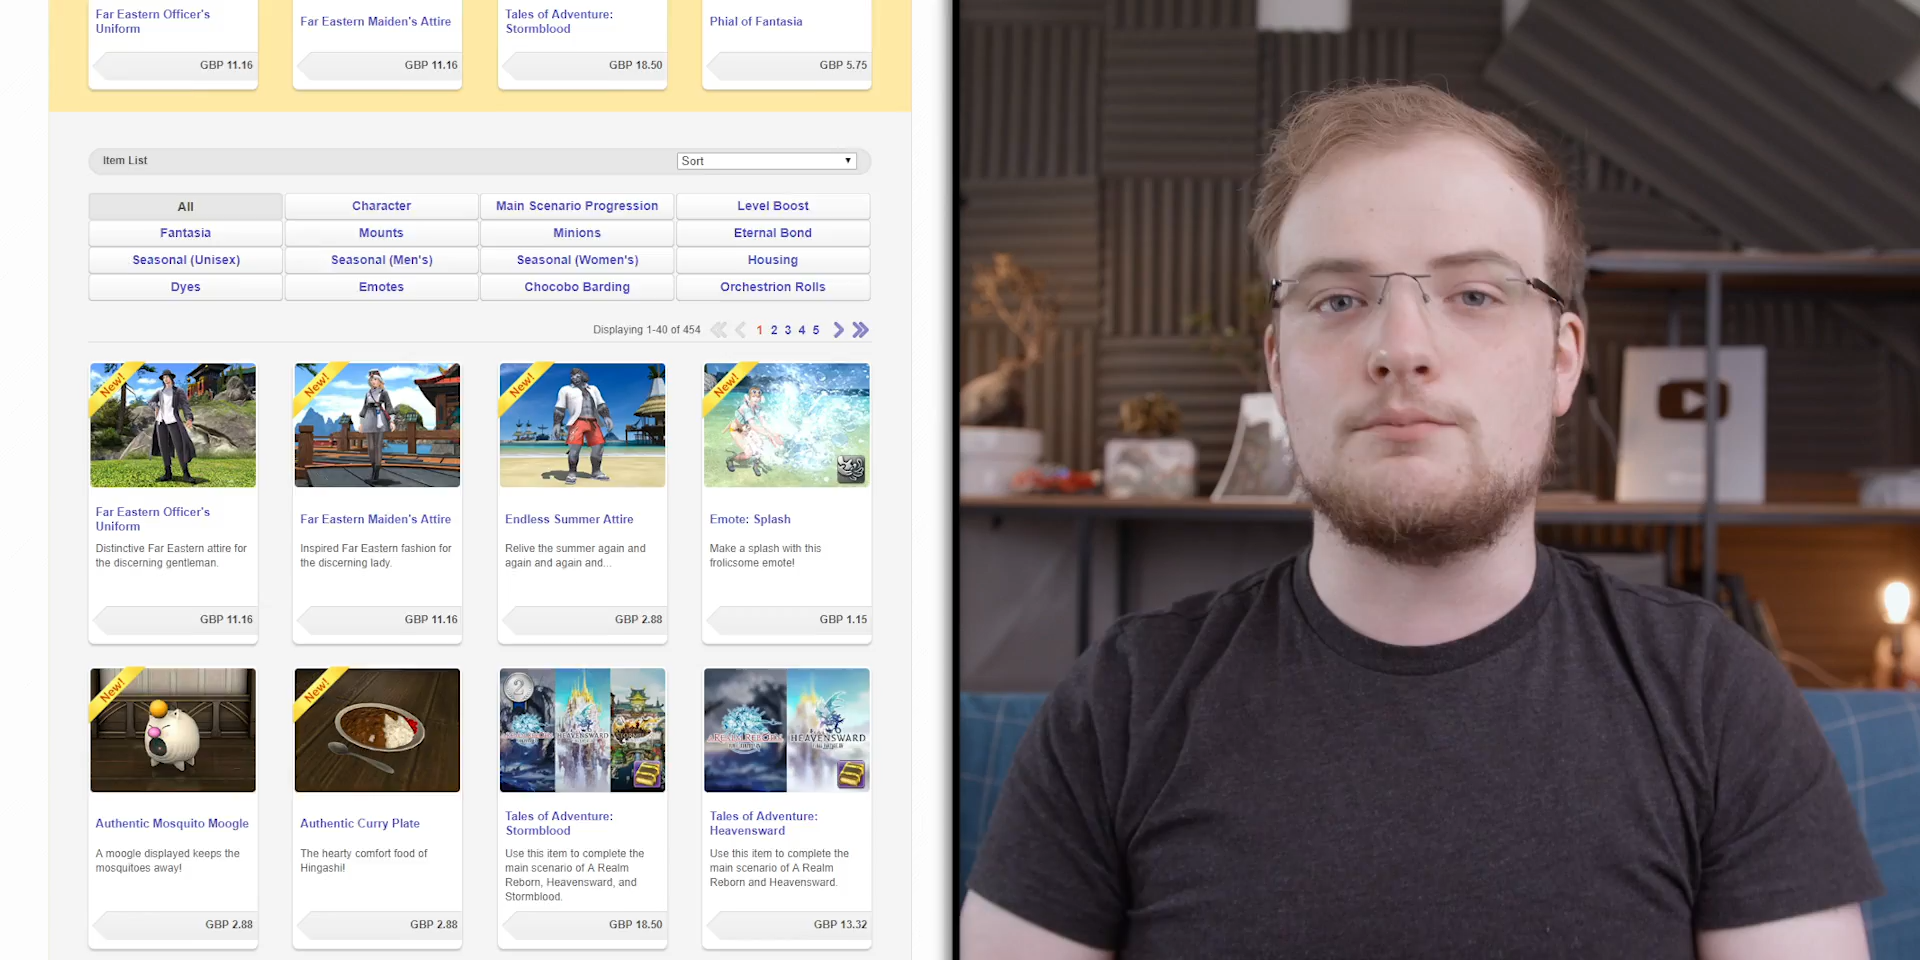 Far Eastern Officer's
Uniform
GBP 11.16
Far Eastern Maiden's Attire
GBP 11.16
Tales of Adventure:
Stormblood
GBP 18.50
Phial of Fantasia
GBP 5.75
Item List
Sort
All
Character
Main Scenario Progression
Level Boost
Fantasia
Mounts
Minions
Eternal Bond
Seasonal (Unisex)
Seasonal (Men's)
Seasonal (Women's)
Housing
Dyes
Emotes
Chocobo Barding
Orchestrion Rolls
Displaying 1-40 of 454
1 2 3 4 5
New!
Far Eastern Officer's
Uniform
Distinctive Far Eastern attire for
the discerning gentleman.
GBP 11.16
New!
Far Eastern Maiden's Attire
Inspired Far Eastern fashion for
the discerning lady.
GBP 11.16
New!
Endless Summer Attire
Relive the summer again and
again and again and...
GBP 2.88
New!
Emote: Splash
Make a splash with this
frolicsome emote!
GBP 1.15
New!
Authentic Mosquito Moogle
A moogle displayed keeps the
mosquitoes away!
GBP 2.88
New!
Authentic Curry Plate
The hearty comfort food of
Hingashi!
GBP 2.88
2
A REALM REBORN
HEAVENSWARD
Tales of Adventure:
Stormblood
Use this item to complete the
main scenario of A Realm
Reborn, Heavensward, and
Stormblood.
GBP 18.50
A REALM REBORN
HEAVENSWARD
Tales of Adventure:
Heavensward
Use this item to complete the
main scenario of A Realm
Reborn and Heavensward.
GBP 13.32